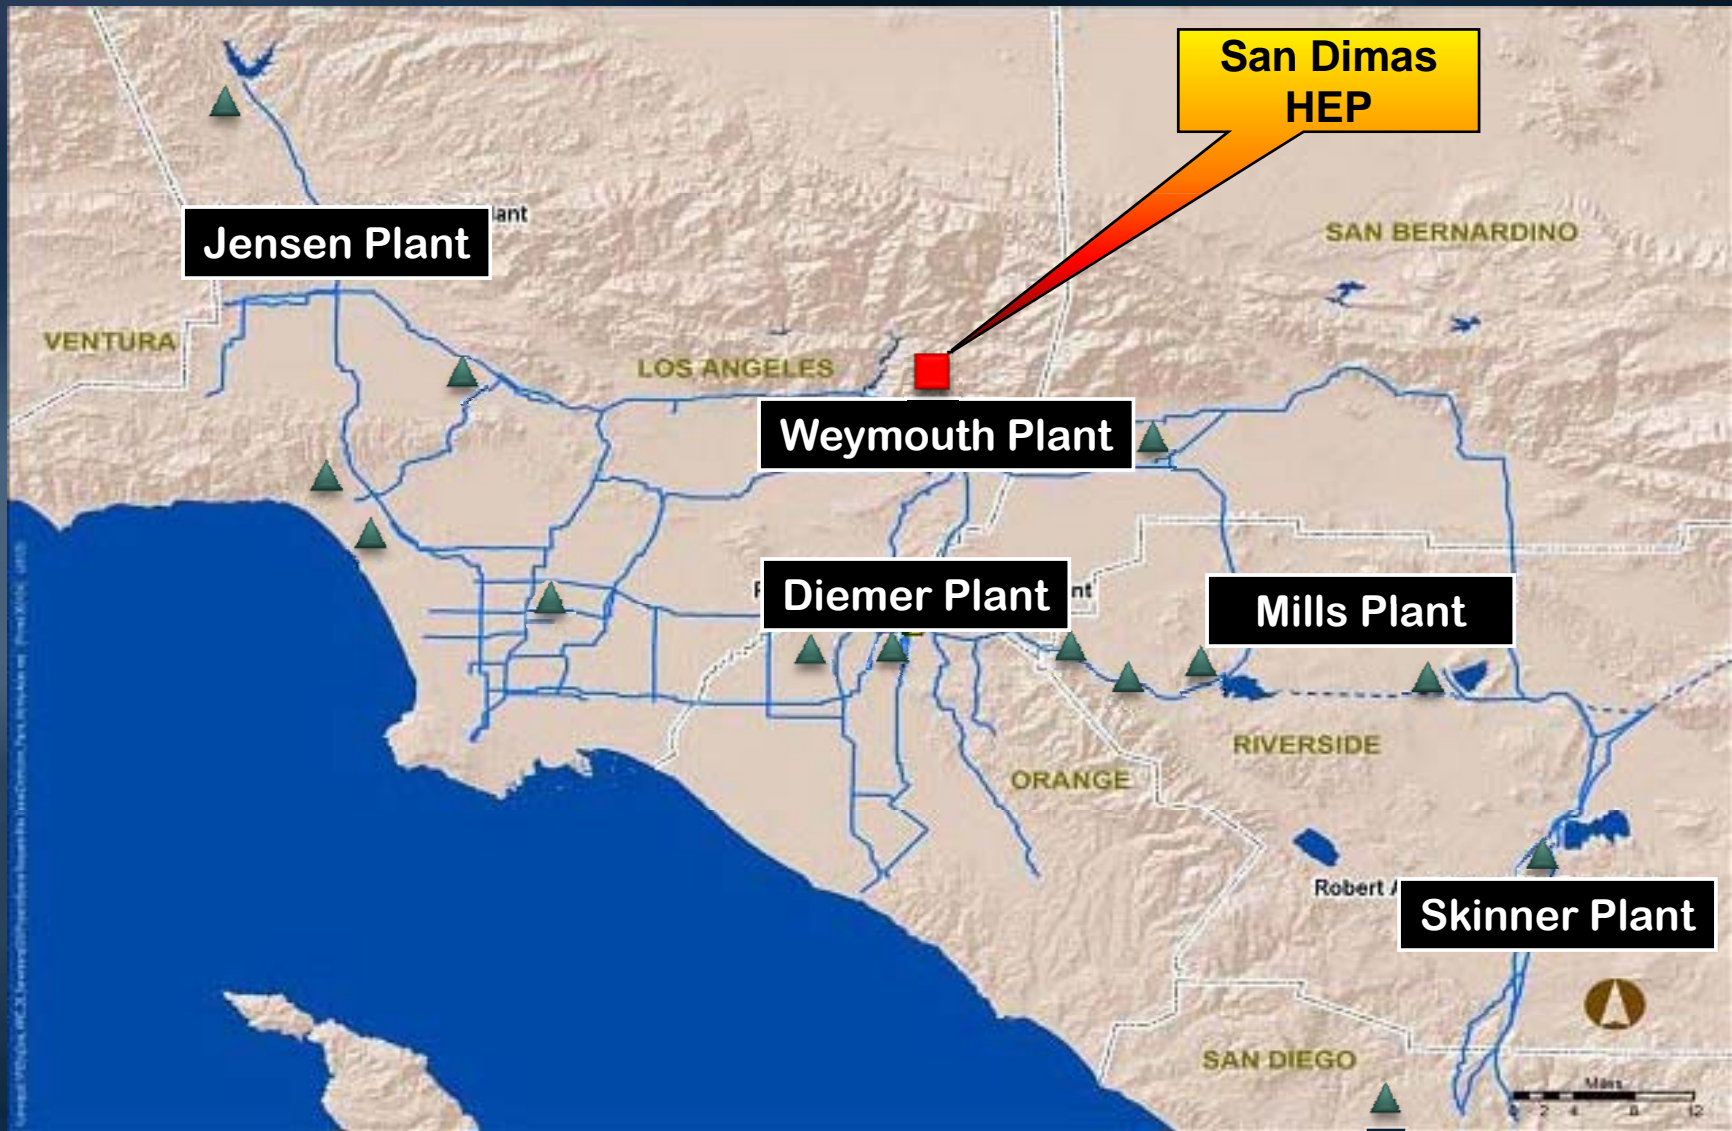 San Dimas
HEP
lant
Jensen Plant
SAN BERNARDINO
VENTURA
LOS ANGELES
Weymouth Plant
Diemer Plant
nt
Mills Plant
RIVERSIDE
ORANGE
Robert A
Skinner Plant
SAN DIEGO
Miles
0 2 4 8 12